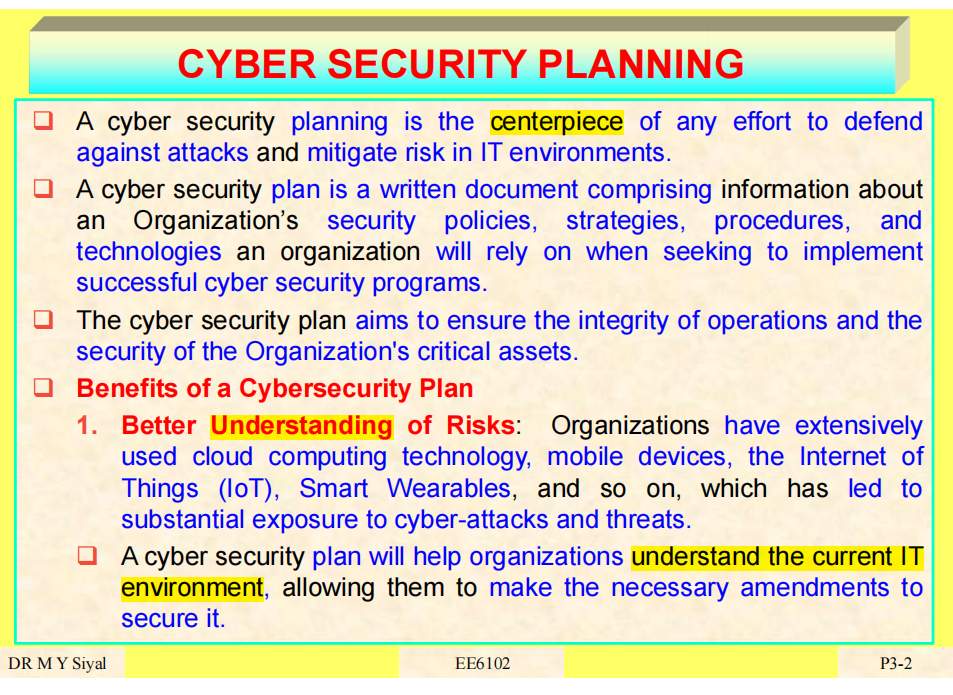 CYBER SECURITY PLANNING
❑ A cyber security planning is the centerpiece of any effort to defend
against attacks and mitigate risk in IT environments.
❑ A cyber security plan is a written document comprising information about
an Organization’s security policies, strategies, procedures, and
technologies an organization will rely on when seeking to implement
successful cyber security programs.
❑ The cyber security plan aims to ensure the integrity of operations and the
security of the Organization's critical assets.
❑ Benefits of a Cybersecurity Plan
1. Better Understanding of Risks: Organizations have extensively
used cloud computing technology, mobile devices, the Internet of
Things (IoT), Smart Wearables, and so on, which has led to
substantial exposure to cyber-attacks and threats.
❑ A cyber security plan will help organizations understand the current IT
environment, allowing them to make the necessary amendments to
secure it.
DR M Y Siyal EE6102 P3-2